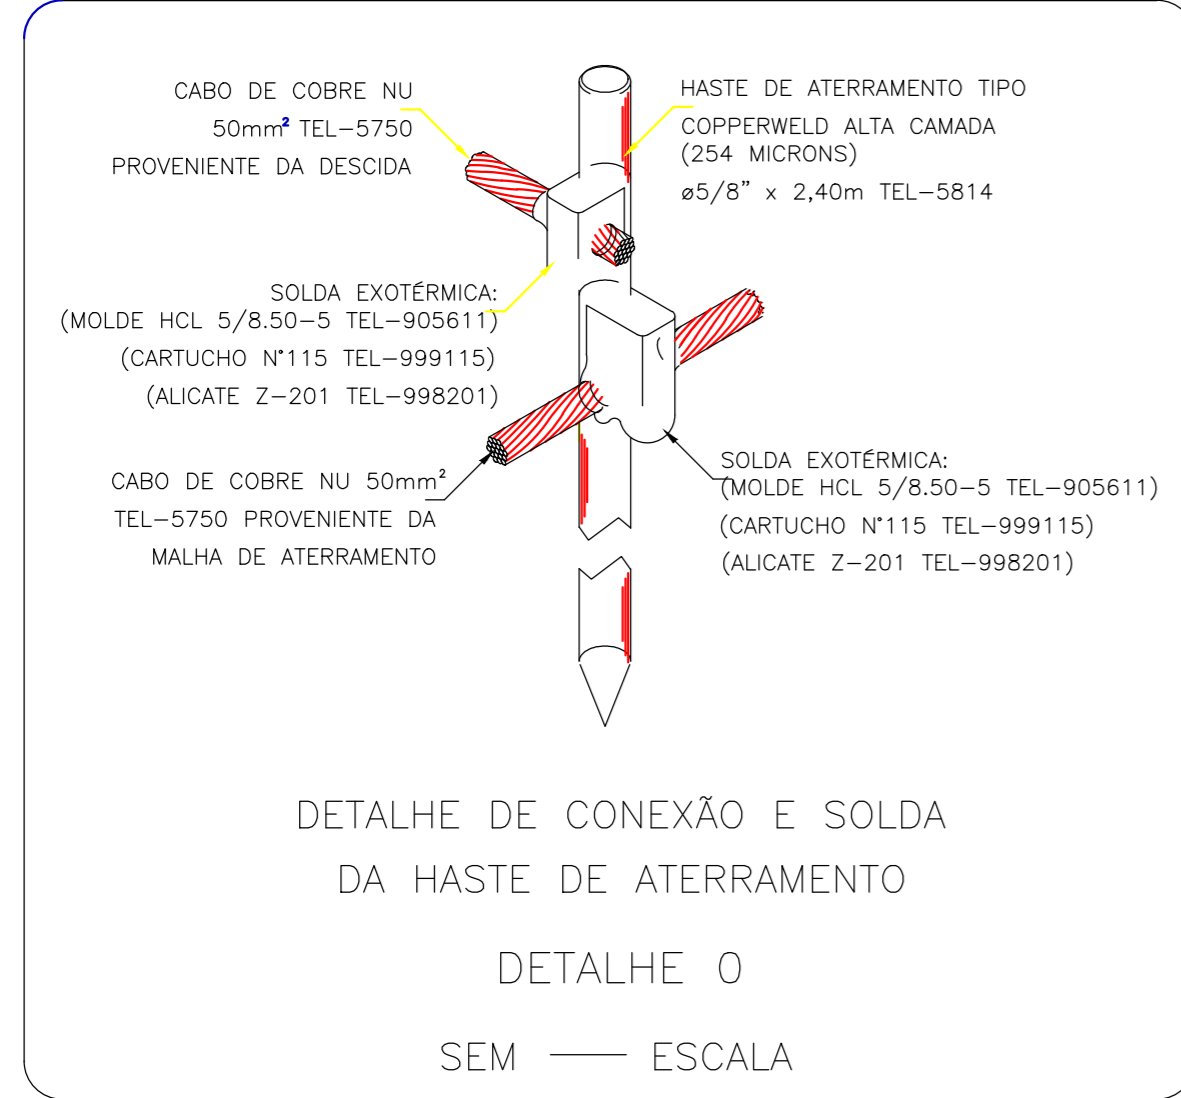 CABO DE COBRE NU
50mm² TEL-5750
PROVENIENTE DA DESCIDA
HASTE DE ATERRAMENTO TIPO
COPPERWELD ALTA CAMADA
(254 MICRONS)
ø5/8" x 2,40m TEL-5814
SOLDA EXOTÉRMICA:
(MOLDE HCL 5/8.50-5 TEL-905611)
(CARTUCHO N°115 TEL-999115)
(ALICATE Z-201 TEL-998201)
CABO DE COBRE NU 50mm²
TEL-5750 PROVENIENTE DA
MALHA DE ATERRAMENTO
SOLDA EXOTÉRMICA:
(MOLDE HCL 5/8.50-5 TEL-905611)
(CARTUCHO N°115 TEL-999115)
(ALICATE Z-201 TEL-998201)
DETALHE DE CONEXÃO E SOLDA
DA HASTE DE ATERRAMENTO
DETALHE O
SEM — ESCALA